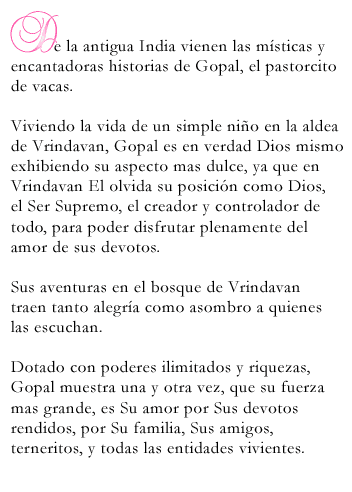 De la antigua India vienen las místicas y
encantadoras historias de Gopal, el pastorcito
de vacas.
Viviendo la vida de un simple niño en la aldea
de Vrindavan, Gopal es en verdad Dios mismo
exhibiendo su aspecto mas dulce, ya que en
Vrindavan El olvida su posición como Dios,
el Ser Supremo, el creador y controlador de
todo, para poder disfrutar plenamente del
amor de sus devotos.
Sus aventuras en el bosque de Vrindavan
traen tanto alegría como asombro a quienes
las escuchan.
Dotado con poderes ilimitados y riquezas,
Gopal muestra una y otra vez, que su fuerza
mas grande, es Su amor por Sus devotos
rendidos, por Su familia, Sus amigos,
terneritos, y todas las entidades vivientes.